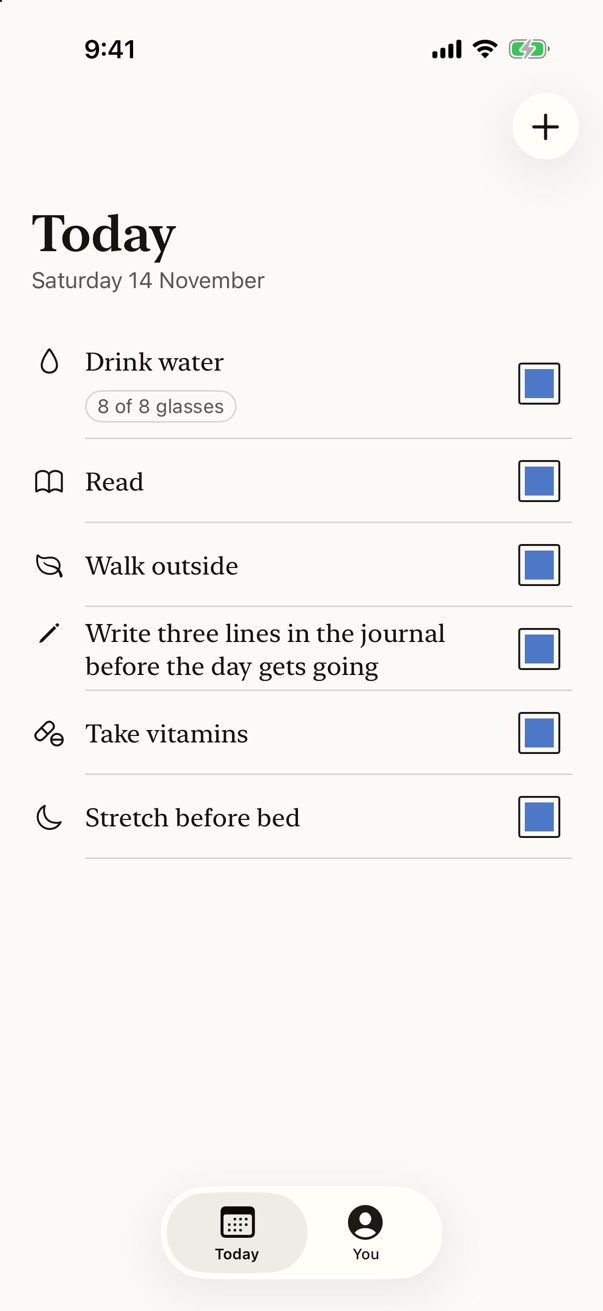 9:41
Today
Saturday 14 November
Drink water
8 of 8 glasses
Read
Walk outside
Write three lines in the journal
before the day gets going
Take vitamins
Stretch before bed
Today
You